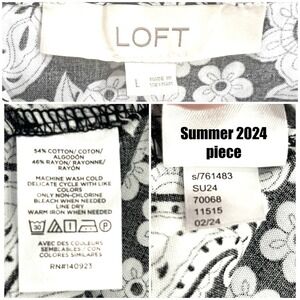 LOFT
L
MADE IN
VIETNAM
54% COTTON/ COTON/
ALGODÓN
46% RAYON/ RAYONNE/
RAYÓN
MACHINE WASH COLD
DELICATE CYCLE WITH LIKE
COLORS
ONLY NON-CHLORINE
BLEACH WHEN NEEDED
LINE DRY
WARM IRON WHEN NEEDED
30
AVEC DES COULEURS
SEMBLABLES / CON
COLORES SIMILARES
RN#140923
Summer 2024
piece
s/761483
SU24
70068
11515
02/24